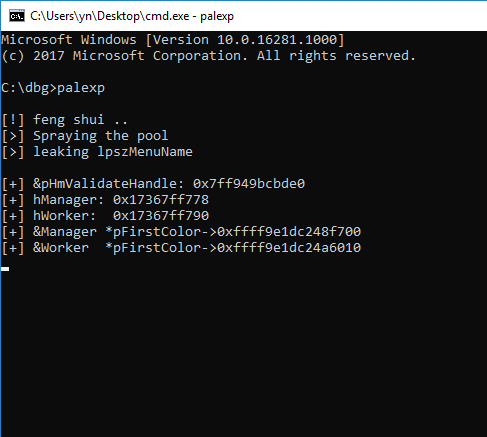 C:\Users\yn\Desktop\cmd.exe - palexp
Microsoft Windows [Version 10.0.16281.1000]
(c) 2017 Microsoft Corporation. All rights reserved.
C:\dbg>palexp
[!] feng shui ..
[>] Spraying the pool
[>] leaking lpszMenuName
[+] &pHmValidateHandle: 0x7ff949bcbde0
[+] hManager: 0x17367ff778
[+] hWorker:  0x17367ff790
[+] &Manager *pFirstColor->0xffff9e1dc248f700
[+] &Worker  *pFirstColor->0xffff9e1dc24a6010